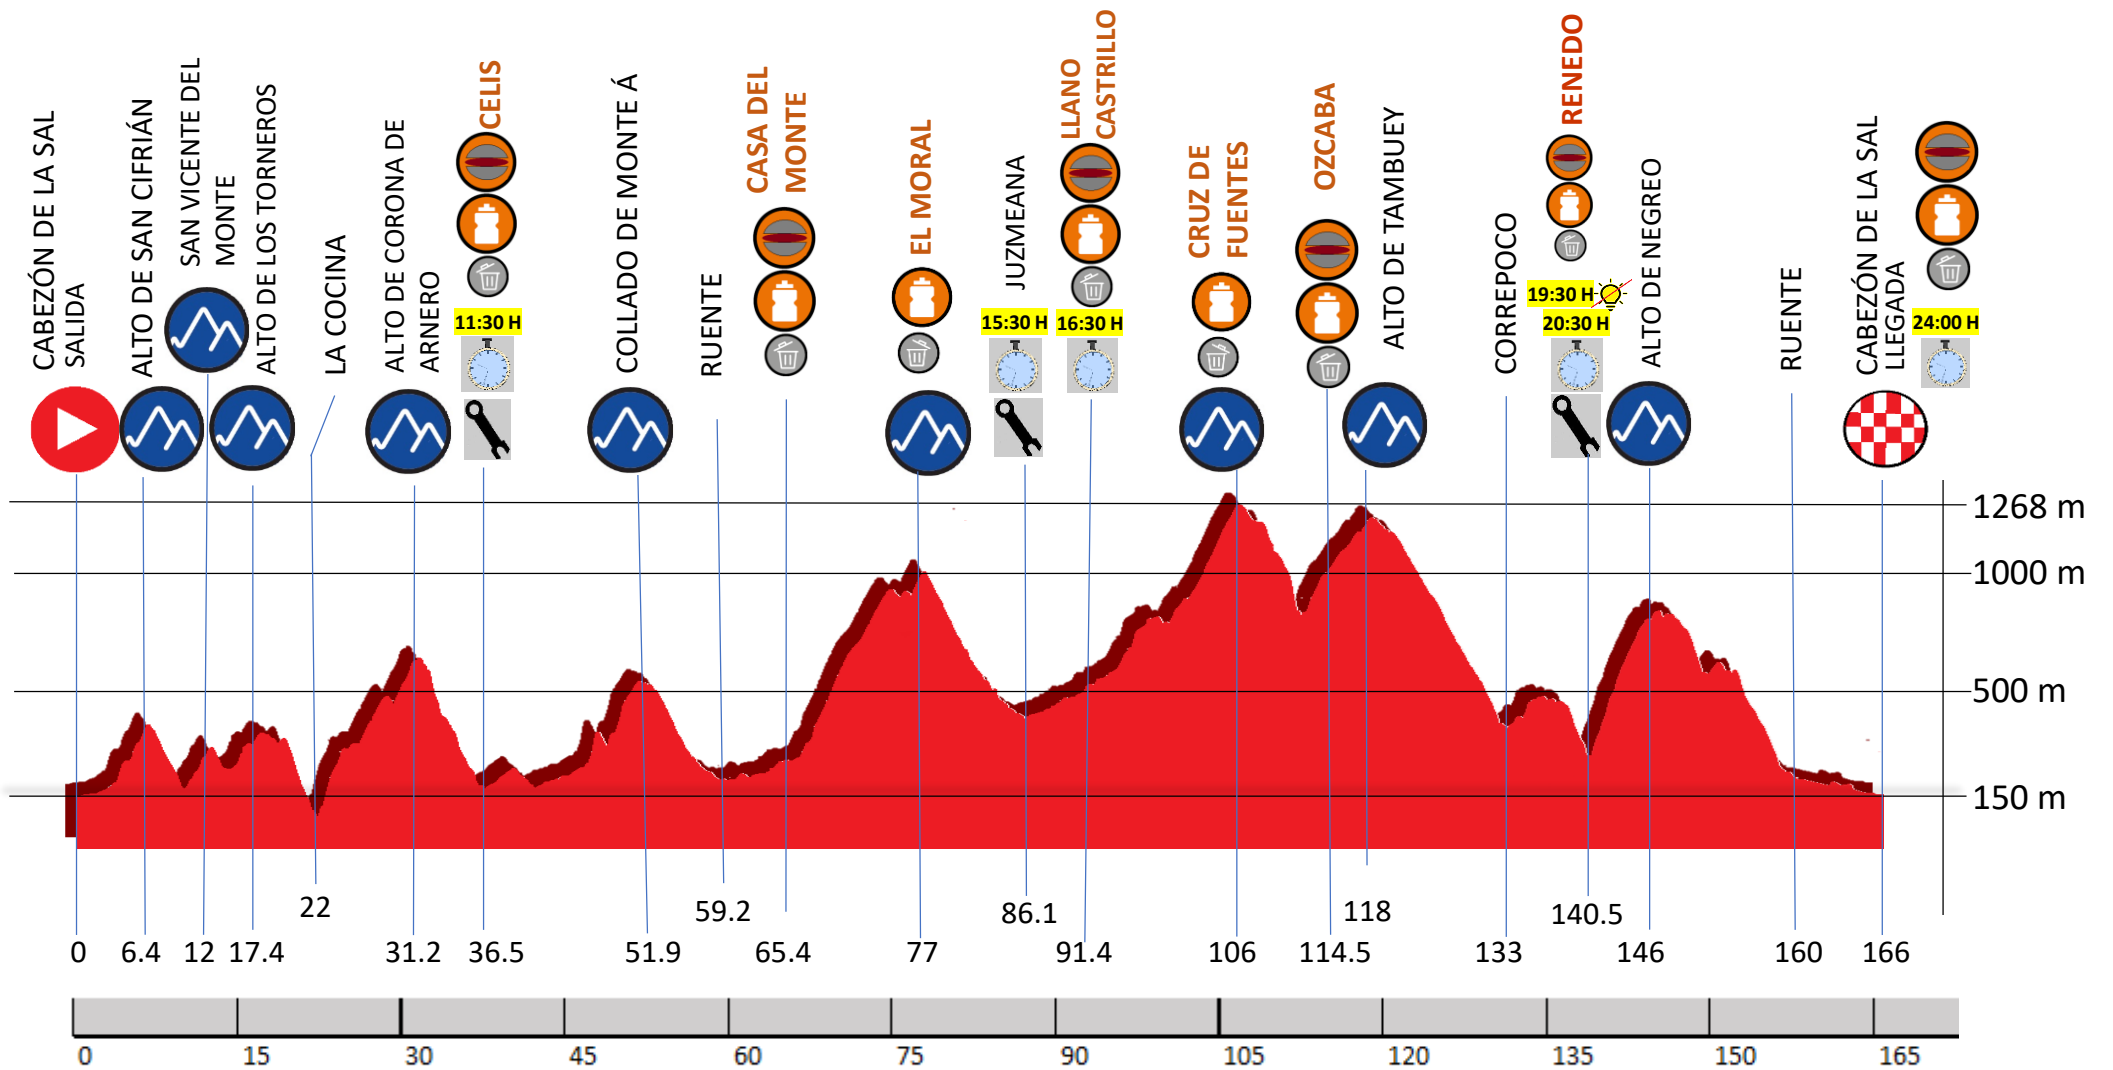 CABEZÓN DE LA SAL
SALIDA
ALTO DE SAN CIFRIÁN
SAN VICENTE DEL
MONTE
ALTO DE LOS TORNEROS
LA COCINA
ALTO DE CORONA DE
ARNERO
CELIS
11:30 H
COLLADO DE MONTE Á
RUENTE
CASA DEL
MONTE
EL MORAL
JUZMEANA
15:30 H
LLANO
CASTRILLO
16:30 H
CRUZ DE
FUENTES
OZCABA
ALTO DE TAMBUEY
CORREPOCO
RENEDO
19:30 H
20:30 H
ALTO DE NEGREO
RUENTE
CABEZÓN DE LA SAL
LLEGADA
24:00 H
1268 m
1000 m
500 m
150 m
22
59.2
86.1
118
140.5
0
6.4
12
17.4
31.2
36.5
51.9
65.4
77
91.4
106
114.5
133
146
160
166
0
15
30
45
60
75
90
105
120
135
150
165